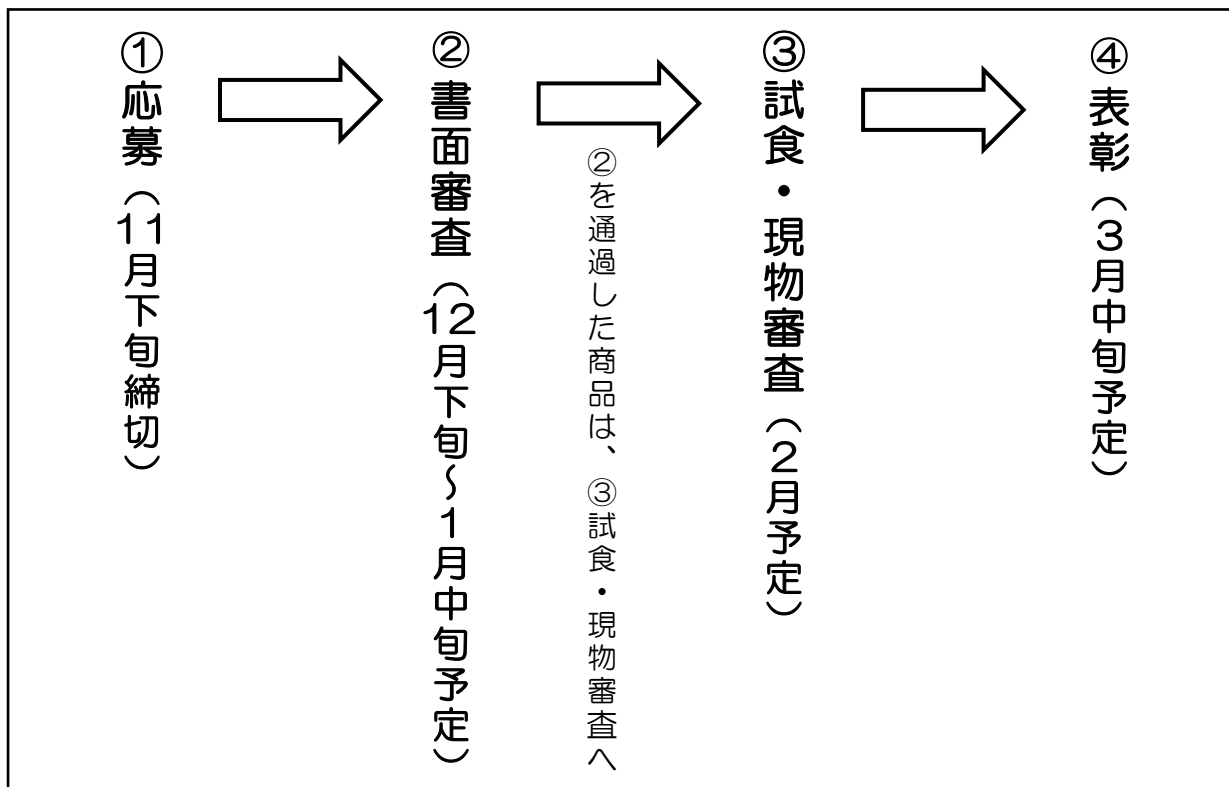 ①応募（11月下旬締切）
②書面審査（12月下旬～1月中旬予定）
②を通過した商品は、③試食・現物審査へ
③試食・現物審査（2月予定）
④表彰（3月中旬予定）